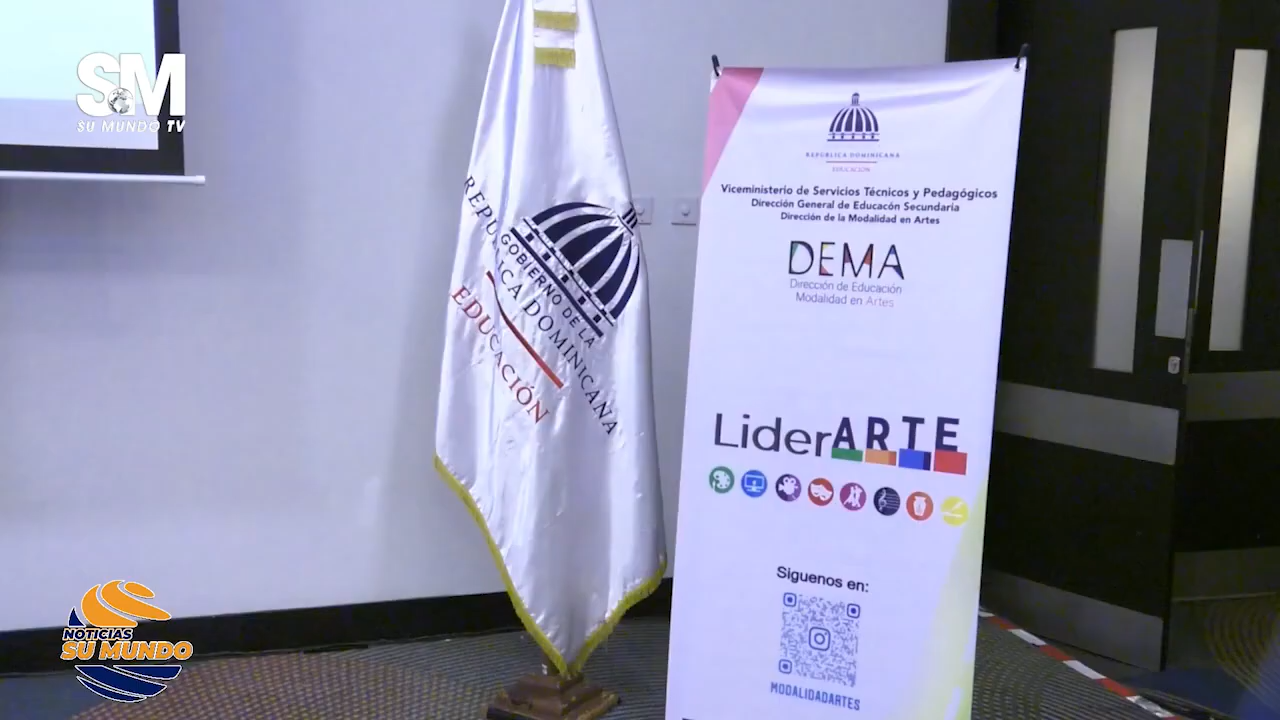 SM
SU MUNDO TV
GOBIERNO DE LA
REPÚBLICA DOMINICANA
EDUCACIÓN
REPÚBLICA DOMINICANA
EDUCACIÓN
Viceministerio de Servicios Técnicos y Pedagógicos
Dirección General de Educacón Secundaria
Dirección de la Modalidad en Artes
DEMA
Dirección de Educación
Modalidad en Artes
LiderARTE
Siguenos en:
MODALIDADARTES
NOTICIAS
SU MUNDO